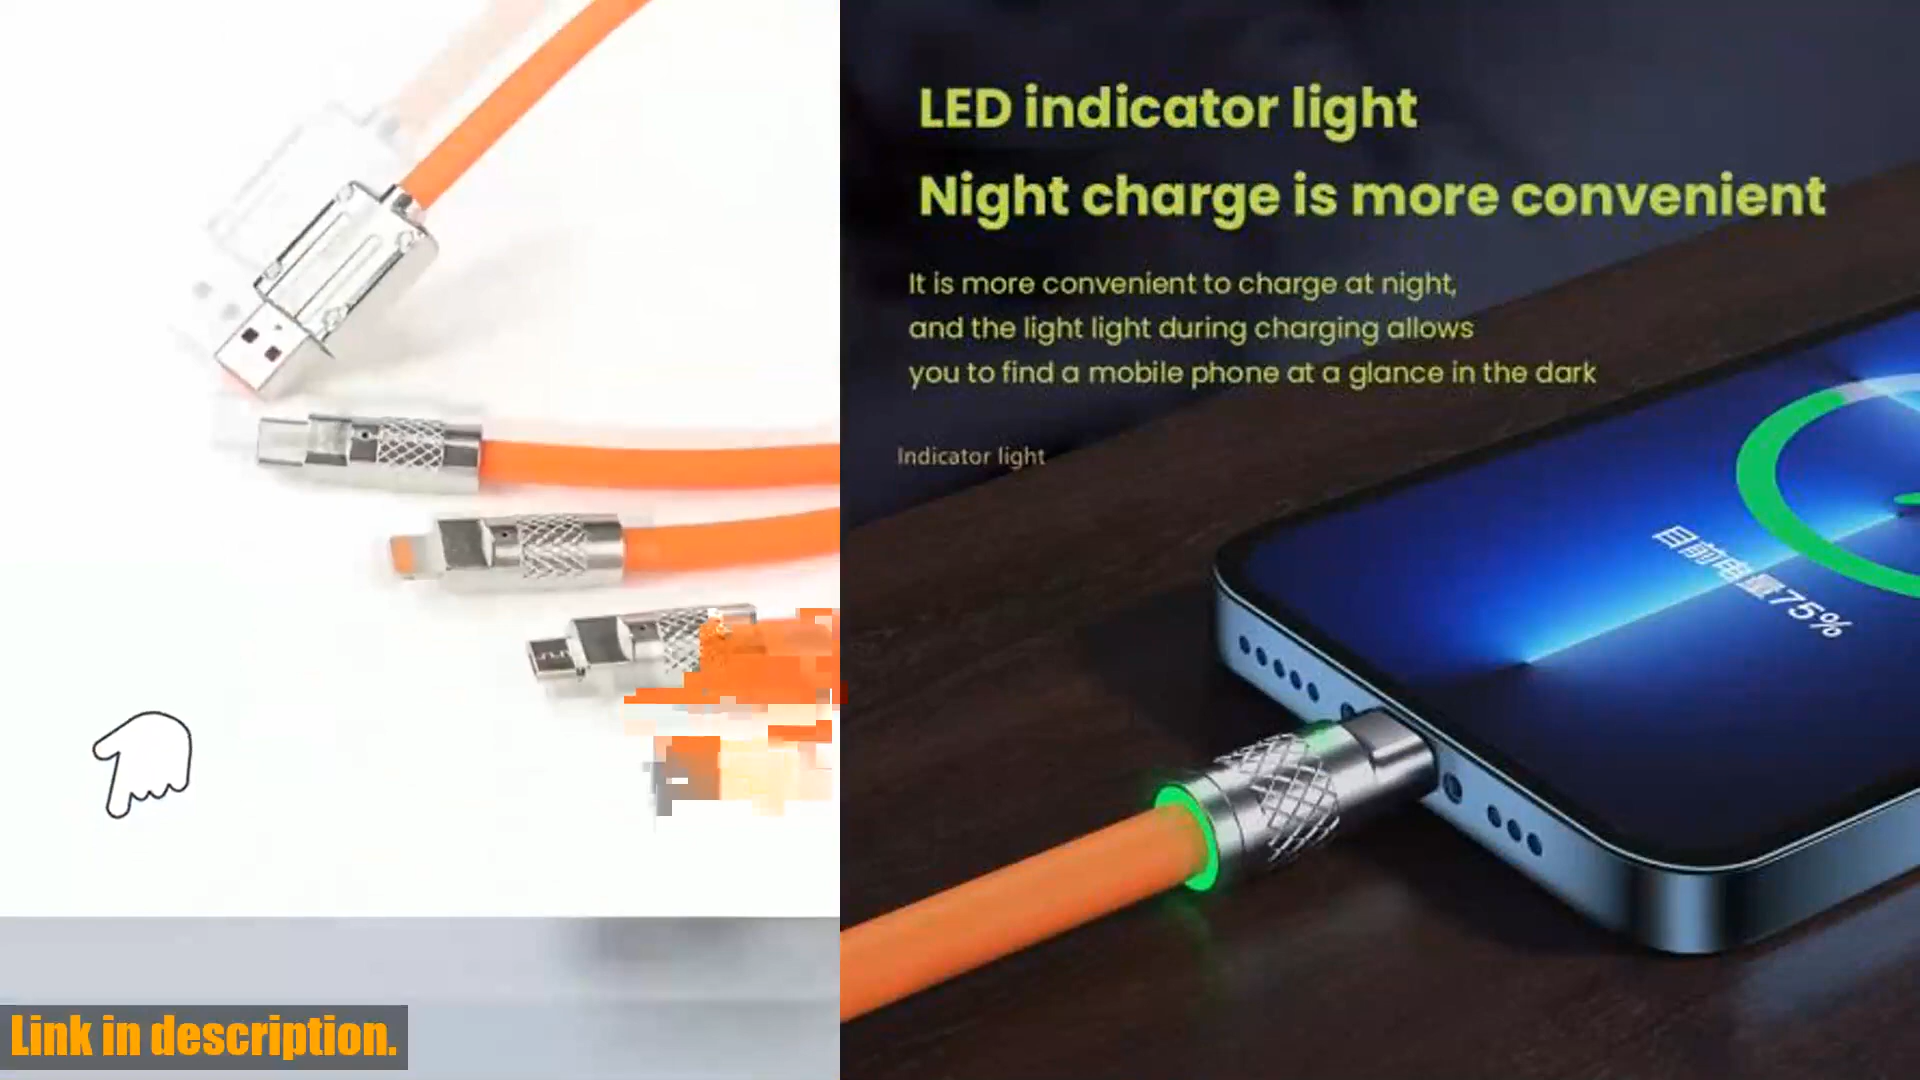 LED indicator light
Night charge is more convenient
It is more convenient to charge at night,
and the light light during charging allows
you to find a mobile phone at a glance in the dark
Indicator light
目前电量75%
Link in description.